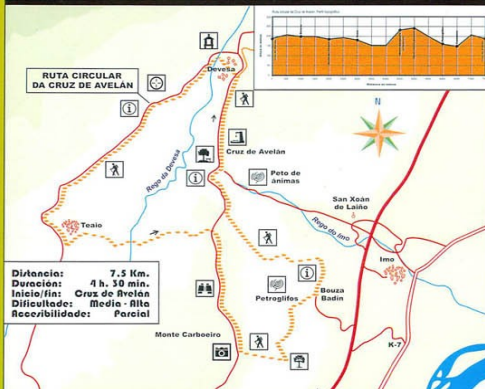 RUTA CIRCULAR
DA CRUZ DE AVELÁN
Devesa
Rego da Devesa
Cruz de Avelán
Peto de
ánimas
N
San Xoán
de Laiño
Rego do Imo
Imo
Teaio
Distancia: 7.5 Km.
Duración: 4 h. 30 min.
Inicio/fin: Cruz de Avelán
Dificultade: Media - Alta
Accesibilidade: Parcial
Petroglifos
Bouza
Badín
Monte Carboeiro
K-7